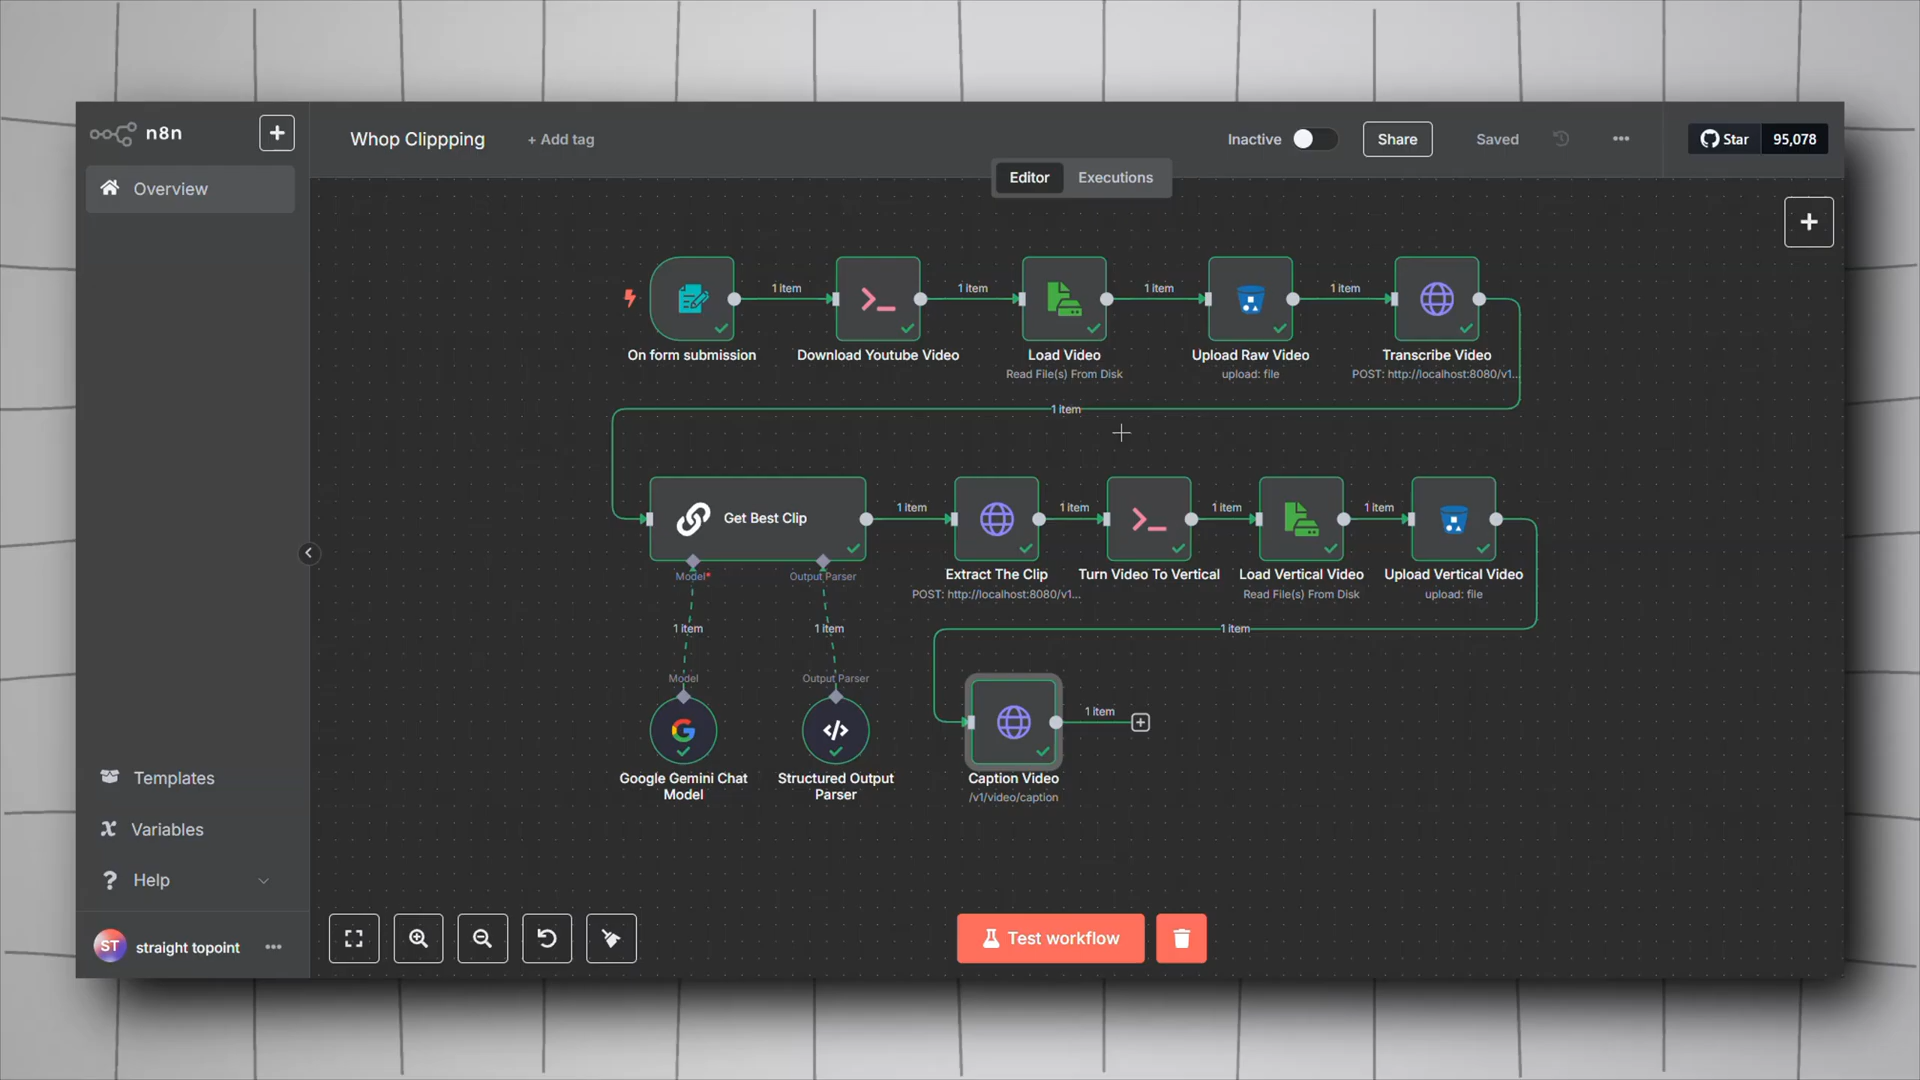 n8n
Whop Clippping
+ Add tag
Inactive
Share
Saved
Star
95,078
Overview
Editor
Executions
1 item
1 item
1 item
1 item
On form submission
Download Youtube Video
Load Video
Read File(s) From Disk
Upload Raw Video
upload: file
Transcribe Video
POST: http://localhost:8080/v1...
1 item
Get Best Clip
1 item
1 item
1 item
1 item
Model*
Output Parser
Extract The Clip
POST: http://localhost:8080/v1...
Turn Video To Vertical
Load Vertical Video
Read File(s) From Disk
Upload Vertical Video
upload: file
1 item
1 item
1 item
Model
Output Parser
1 item
Google Gemini Chat
Model
Structured Output
Parser
Caption Video
/v1/video/caption
Templates
Variables
Help
ST
straight topoint
Test workflow